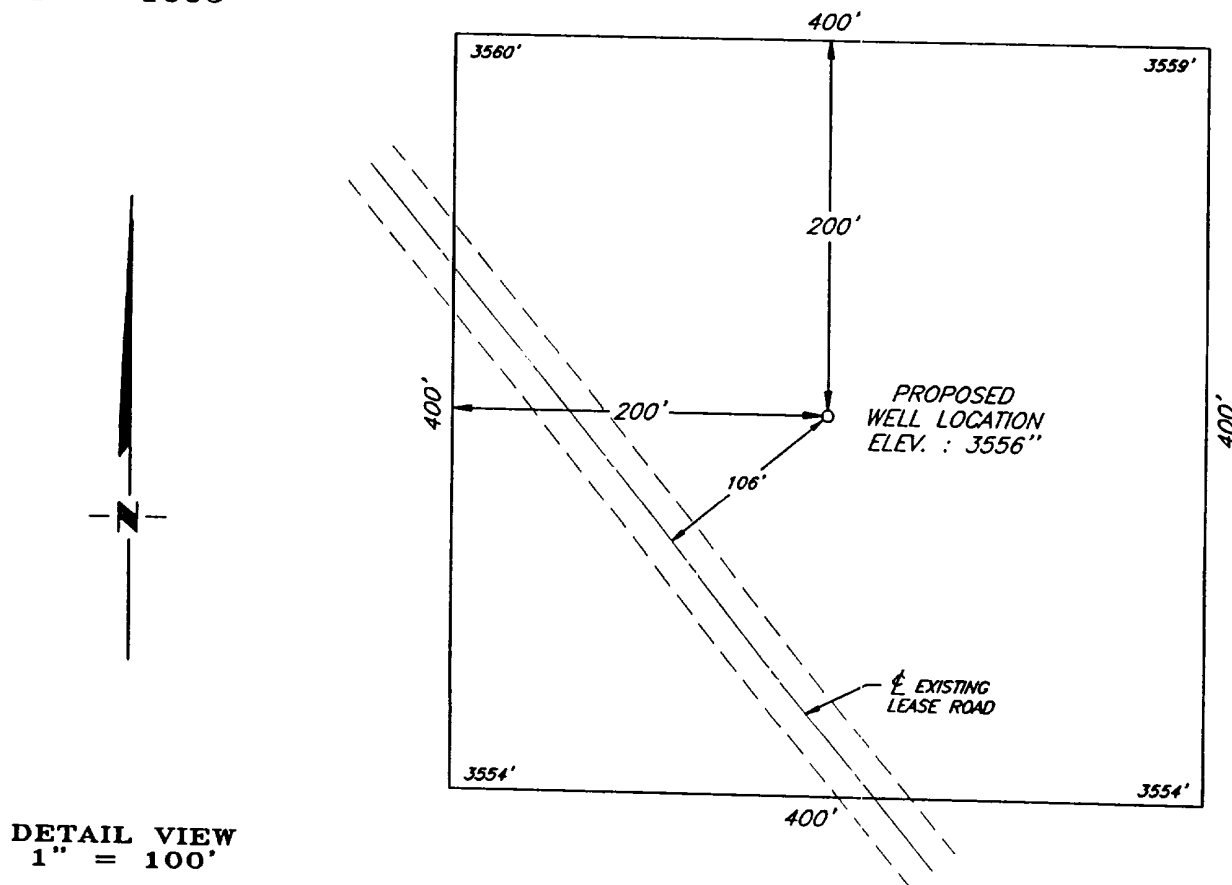 400'
3560'
3559'
200'
400'
200'
PROPOSED
WELL LOCATION
ELEV. : 3556"
400'
106'
N
℄ EXISTING
LEASE ROAD
3554'
3554'
400'
DETAIL VIEW
1" = 100'